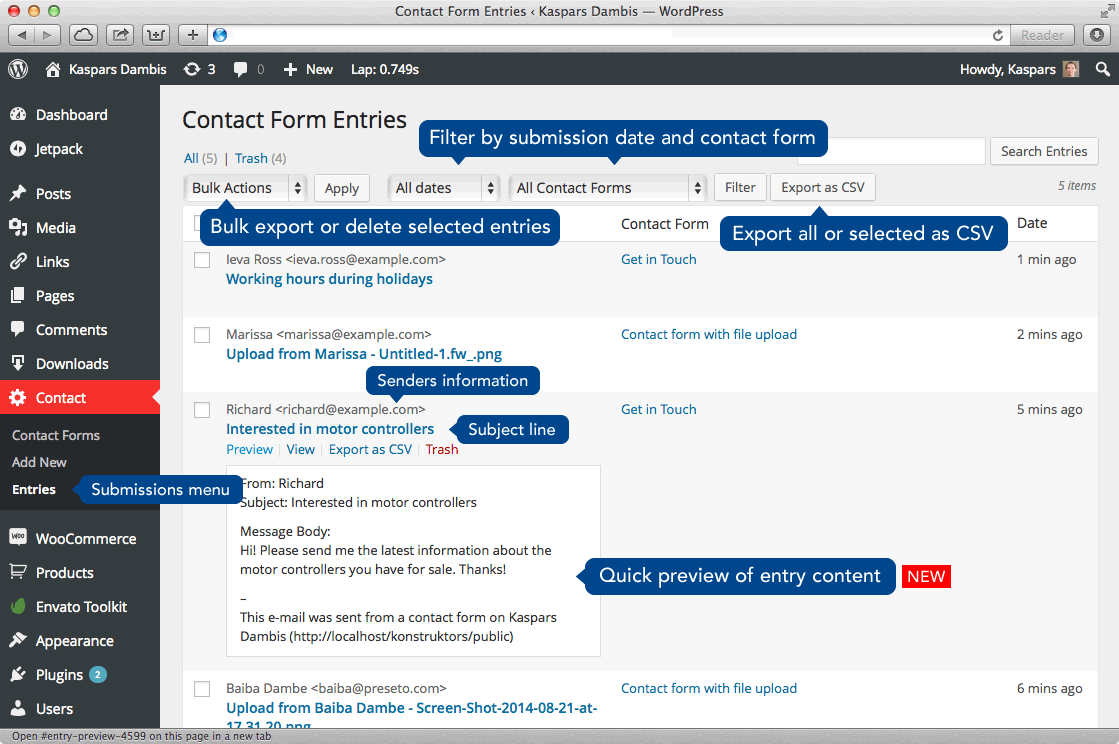 Contact Form Entries ‹ Kaspars Dambis — WordPress
Reader
Kaspars Dambis 3 0 New Lap: 0.749s Howdy, Kaspars
Dashboard
Jetpack
Posts
Media
Links
Pages
Comments
Downloads
Contact
Contact Forms
Add New
Entries
Submissions menu
WOO WooCommerce
Products
Envato Toolkit
Appearance
Plugins 2
Users
Contact Form Entries
Filter by submission date and contact form
All (5) | Trash (4)
Search Entries
Bulk Actions Apply All dates All Contact Forms Filter Export as CSV 5 items
Bulk export or delete selected entries
Contact Form
Export all or selected as CSV
Date
Ieva Ross <ieva.ross@example.com> Get in Touch 1 min ago
Working hours during holidays
Marissa <marissa@example.com> Contact form with file upload 2 mins ago
Upload from Marissa - Untitled-1.fw_.png
Senders information
Richard <richard@example.com> Get in Touch 5 mins ago
Interested in motor controllers
Subject line
Preview | View | Export as CSV | Trash
From: Richard
Subject: Interested in motor controllers
Message Body:
Hi! Please send me the latest information about the
motor controllers you have for sale. Thanks!
Quick preview of entry content NEW
–
This e-mail was sent from a contact form on Kaspars
Dambis (http://localhost/konstruktors/public)
Baiba Dambe <baiba@preseto.com> Contact form with file upload 6 mins ago
Upload from Baiba Dambe - Screen-Shot-2014-08-21-at-
17.31.20.png
Open #entry-preview-4599 on this page in a new tab